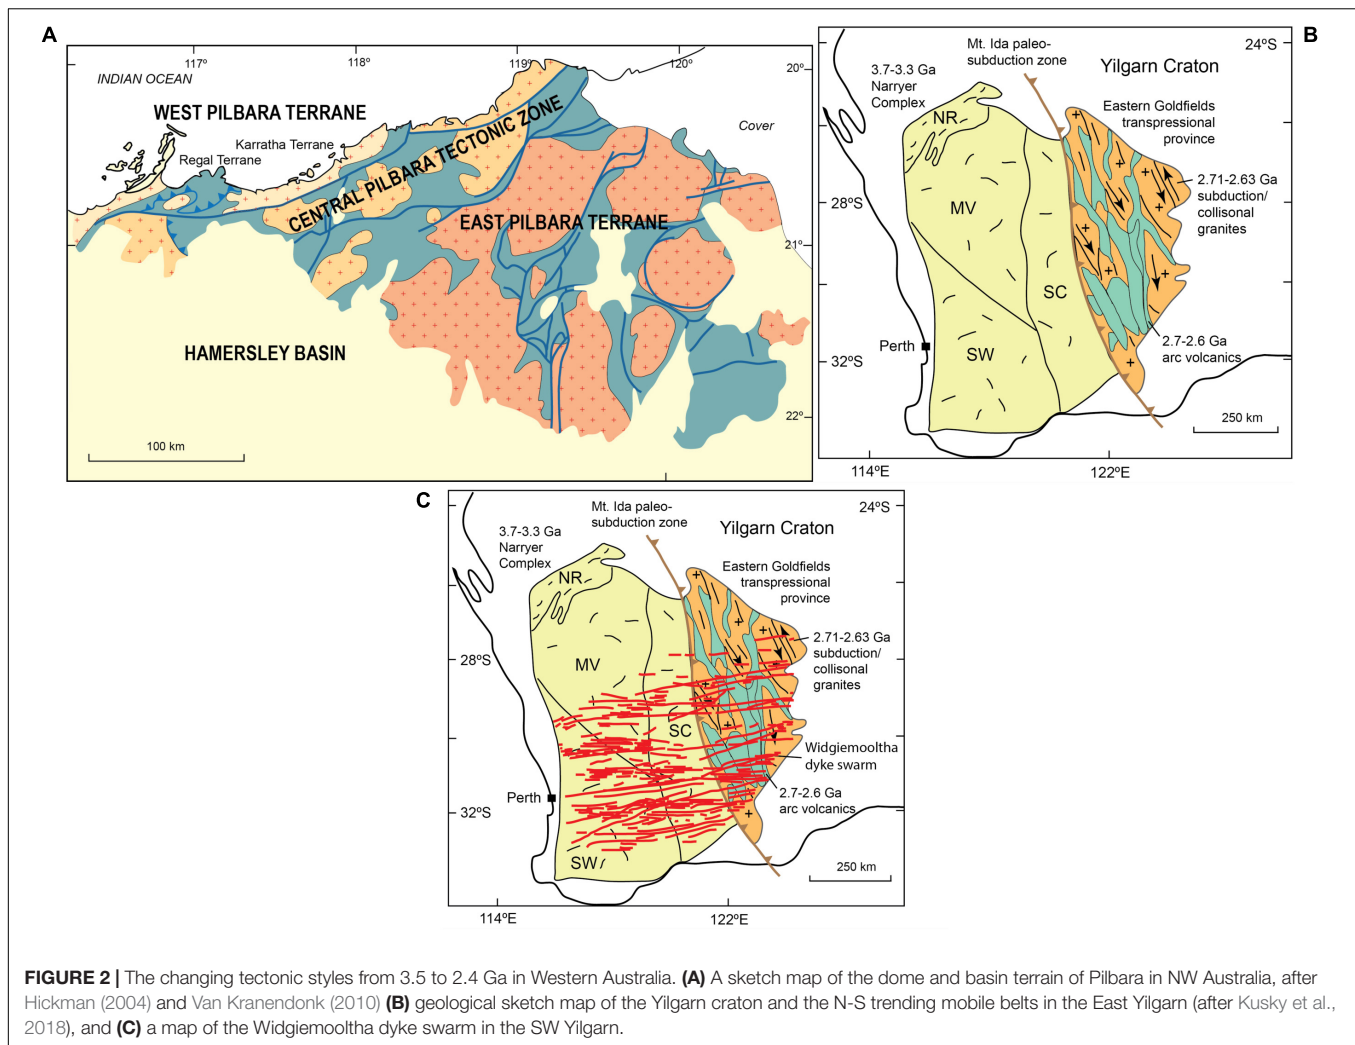 A
117°
118°
119°
120°
INDIAN OCEAN
20°
WEST PILBARA TERRANE
Cover
Karratha Terrane
Regal Terrane
CENTRAL PILBARA TECTONIC ZONE
EAST PILBARA TERRANE
21°
HAMERSLEY BASIN
22°
100 km
B
Mt. Ida paleo-
subduction zone
24°S
Yilgarn Craton
3.7-3.3 Ga
Narryer
Complex
Eastern Goldfields
transpressional
province
NR
2.71-2.63 Ga
subduction/
collisonal
granites
28°S
MV
SC
Perth
SW
2.7-2.6 Ga
arc volcanics
32°S
250 km
114°E
122°E
C
Mt. Ida paleo-
subduction zone
24°S
Yilgarn Craton
3.7-3.3 Ga
Narryer
Complex
Eastern Goldfields
transpressional
province
NR
2.71-2.63 Ga
subduction/
collisonal
granites
28°S
MV
SC
Widgiemooltha
dyke swarm
Perth
2.7-2.6 Ga
arc volcanics
32°S
SW
250 km
114°E
122°E
FIGURE 2 | The changing tectonic styles from 3.5 to 2.4 Ga in Western Australia. (A) A sketch map of the dome and basin terrain of Pilbara in NW Australia, after
Hickman (2004) and Van Kranendonk (2010) (B) geological sketch map of the Yilgarn craton and the N-S trending mobile belts in the East Yilgarn (after Kusky et al.,
2018), and (C) a map of the Widgiemooltha dyke swarm in the SW Yilgarn.